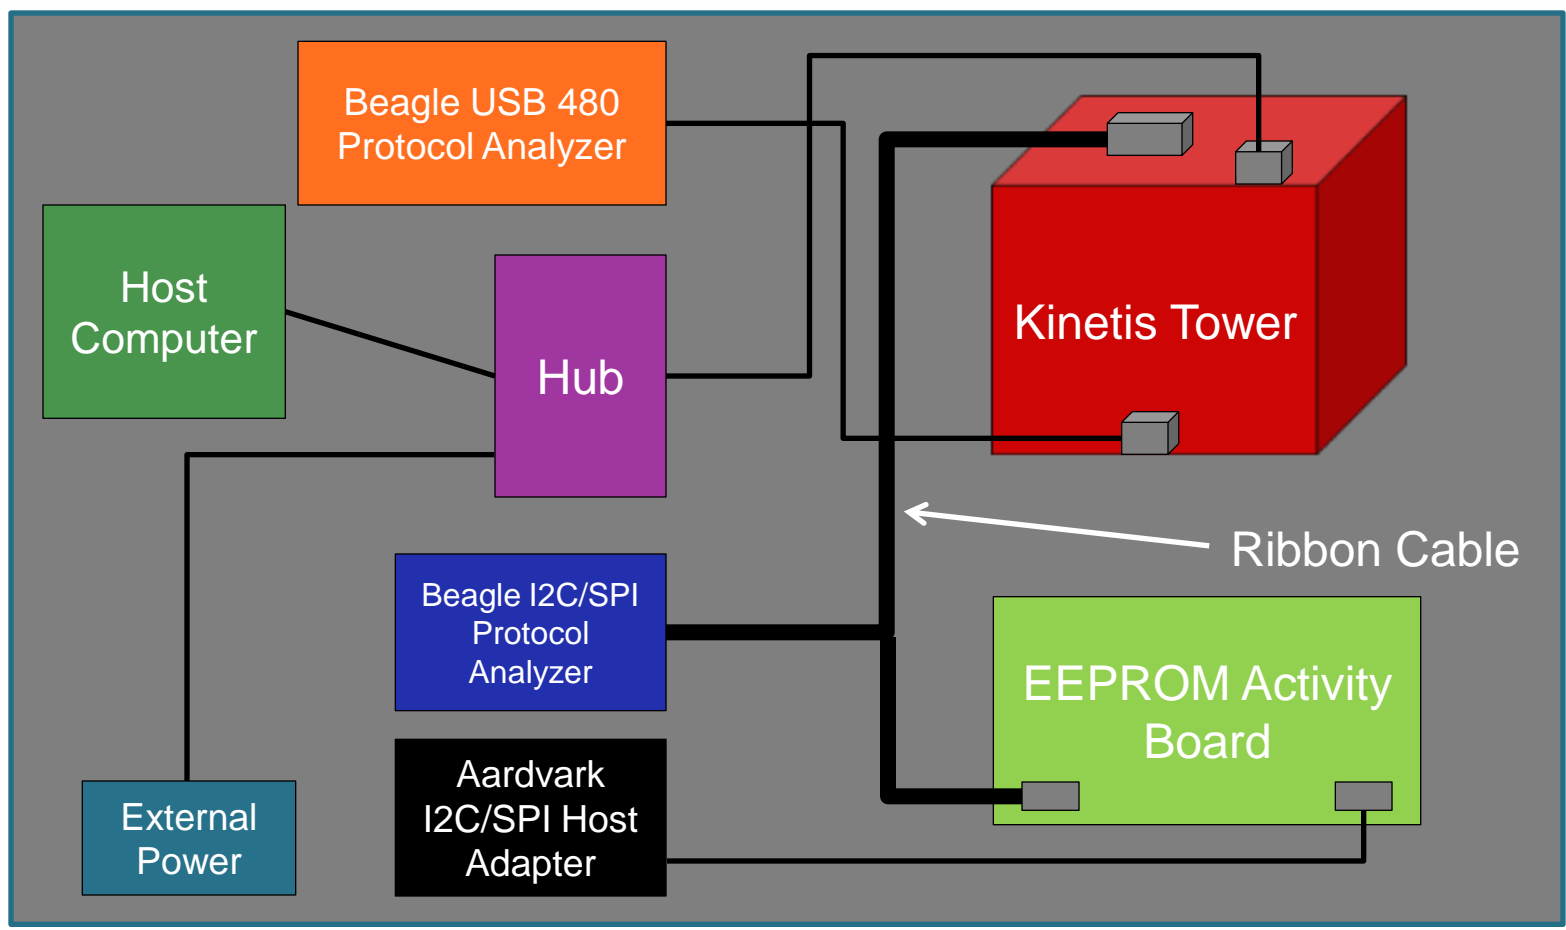 Beagle USB 480
Protocol Analyzer
Host
Computer
Hub
Kinetis Tower
Ribbon Cable
Beagle I2C/SPI
Protocol
Analyzer
EEPROM Activity
Board
Aardvark
I2C/SPI Host
Adapter
External
Power